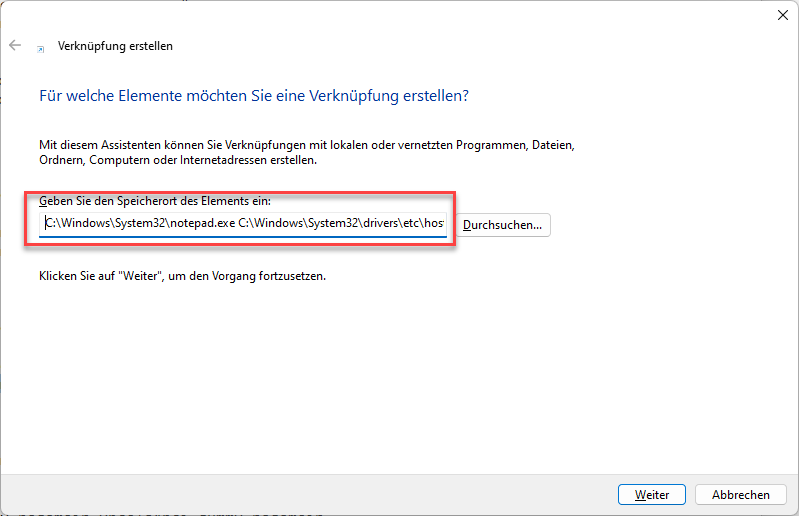 Verknüpfung erstellen
Für welche Elemente möchten Sie eine Verknüpfung erstellen?
Mit diesem Assistenten können Sie Verknüpfungen mit lokalen oder vernetzten Programmen, Dateien,
Ordnern, Computern oder Internetadressen erstellen.
Geben Sie den Speicherort des Elements ein:
C:\Windows\System32\notepad.exe C:\Windows\System32\drivers\etc\hos
Durchsuchen...
Klicken Sie auf "Weiter", um den Vorgang fortzusetzen.
Weiter
Abbrechen